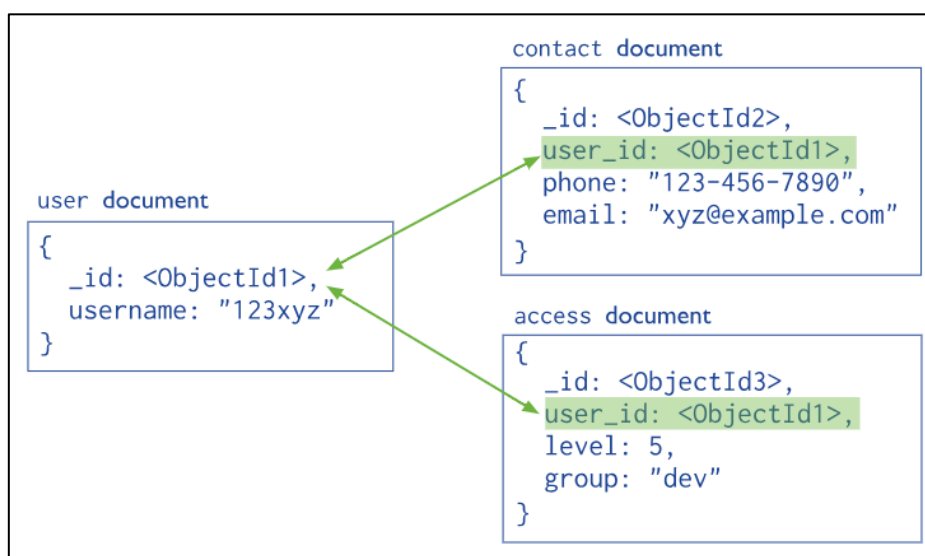 user document
{
_id: <ObjectId1>,
username: "123xyz"
}
contact document
{
_id: <ObjectId2>,
user_id: <ObjectId1>,
phone: "123-456-7890",
email: "xyz@example.com"
}
access document
{
_id: <ObjectId3>,
user_id: <ObjectId1>,
level: 5,
group: "dev"
}